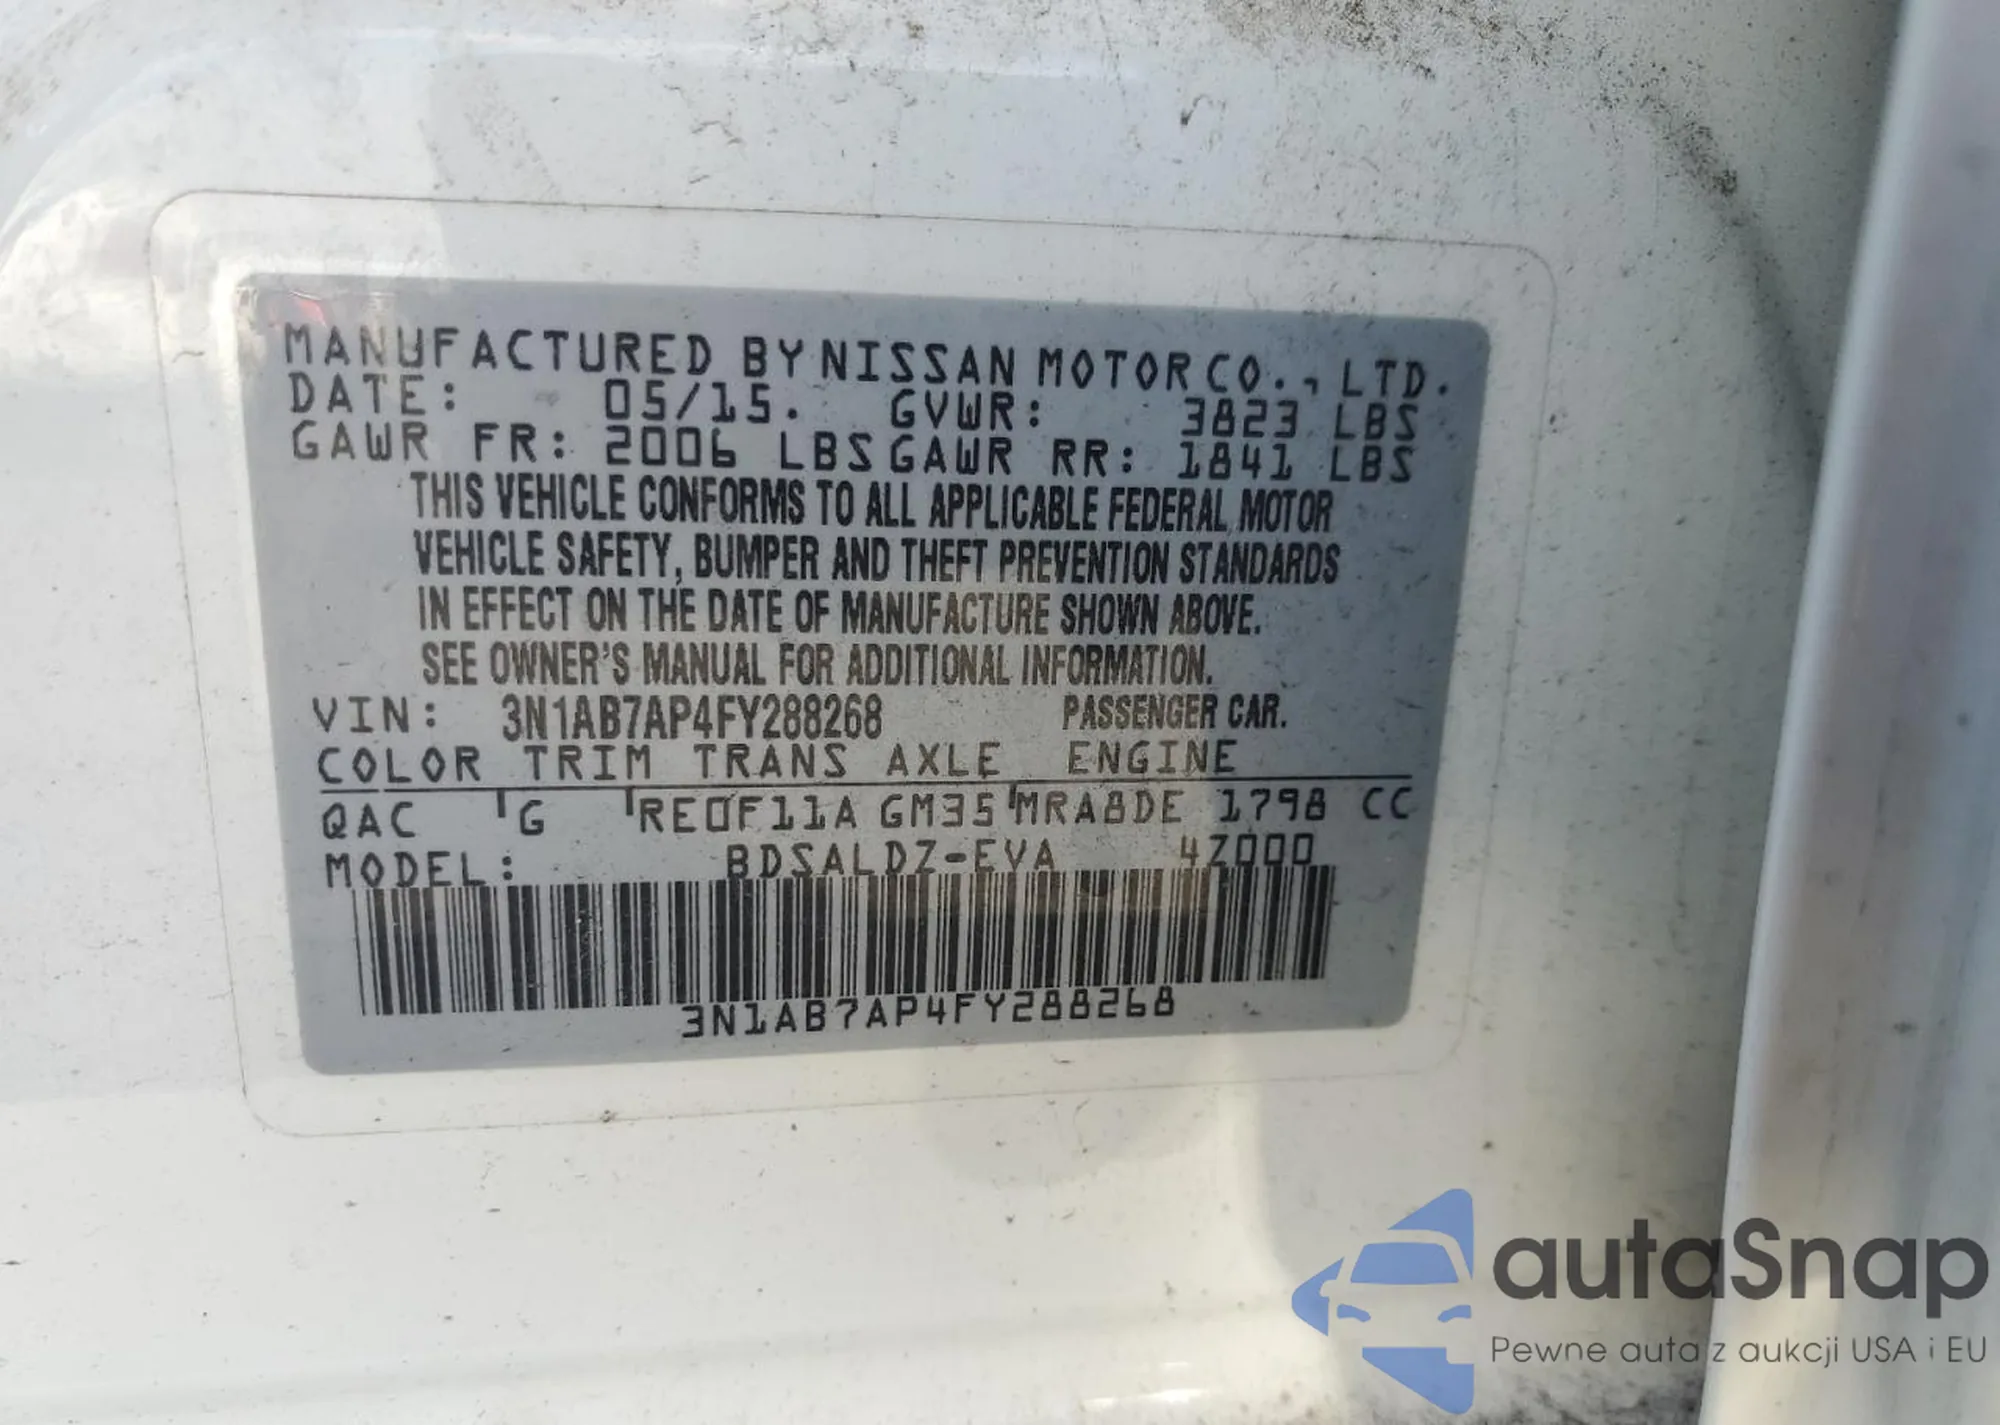 MANUFACTURED BY NISSAN MOTOR CO., LTD.
DATE: 05/15. GVWR: 3823 LBS
GAWR FR: 2006 LBS GAWR RR: 1841 LBS
THIS VEHICLE CONFORMS TO ALL APPLICABLE FEDERAL MOTOR
VEHICLE SAFETY, BUMPER AND THEFT PREVENTION STANDARDS
IN EFFECT ON THE DATE OF MANUFACTURE SHOWN ABOVE.
SEE OWNER'S MANUAL FOR ADDITIONAL INFORMATION.
VIN: 3N1AB7AP4FY288268 PASSENGER CAR.
COLOR TRIM TRANS AXLE ENGINE
QAC G RE0F11A GM35 MRA8DE 1798 CC
MODEL: BDSALDZ-EVA 4Z000
3N1AB7AP4FY288268
autaSnap
Pewne auta z aukcji USA i EU